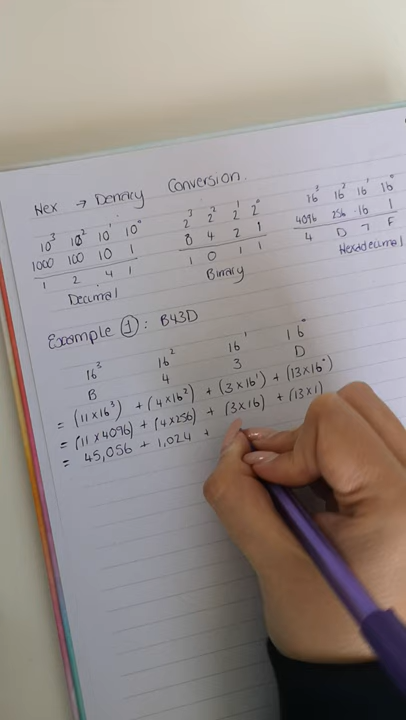 Hex → Denary Conversion
10³ 10² 10¹ 10⁰
1000 100 10 1
1 2 4 1
Decimal
2³ 2² 2¹ 2⁰
8 4 2 1
1 0 1 1
Binary
16³ 16² 16¹ 16⁰
4096 256 16 1
4 D 7 F
Hexadecimal
Example ①: B43D
16³ 16² 16¹ 16⁰
B 4 3 D
= (11 x 16³) + (4 x 16²) + (3 x 16¹) + (13 x 16⁰)
= (11 x 4096) + (4 x 256) + (3 x 16) + (13 x 1)
= 45,056 + 1,024 +